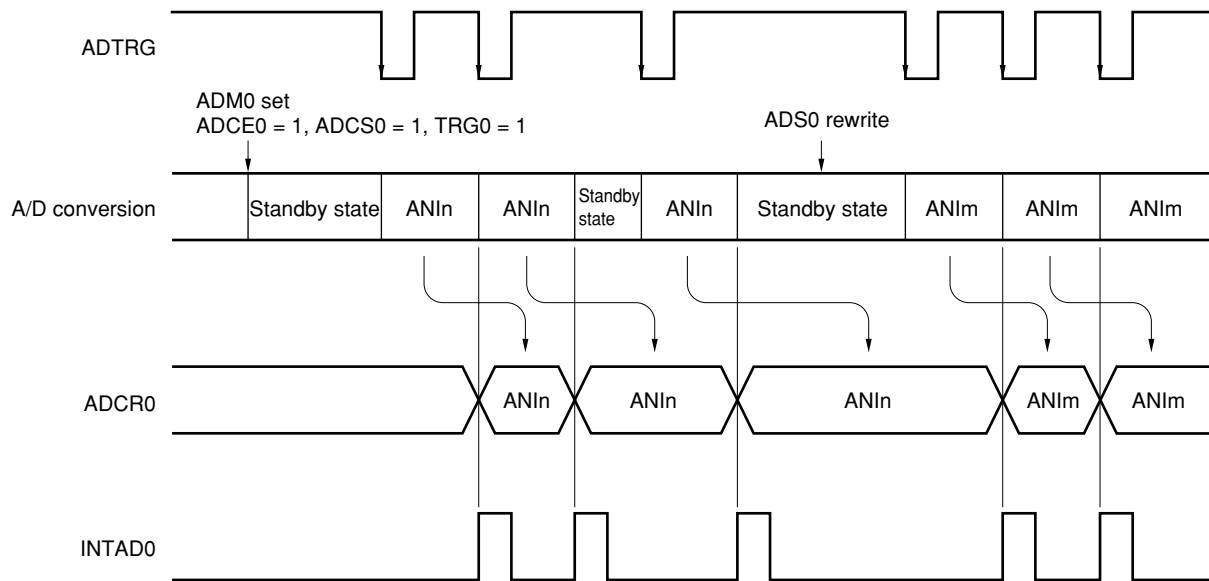 ADTRG
ADM0 set
ADCE0 = 1, ADCS0 = 1, TRG0 = 1
ADS0 rewrite
A/D conversion
Standby state
ANIn
ANIn
Standby
state
ANIn
Standby state
ANIm
ANIm
ANIm
ADCR0
ANIn
ANIn
ANIn
ANIm
ANIm
INTAD0